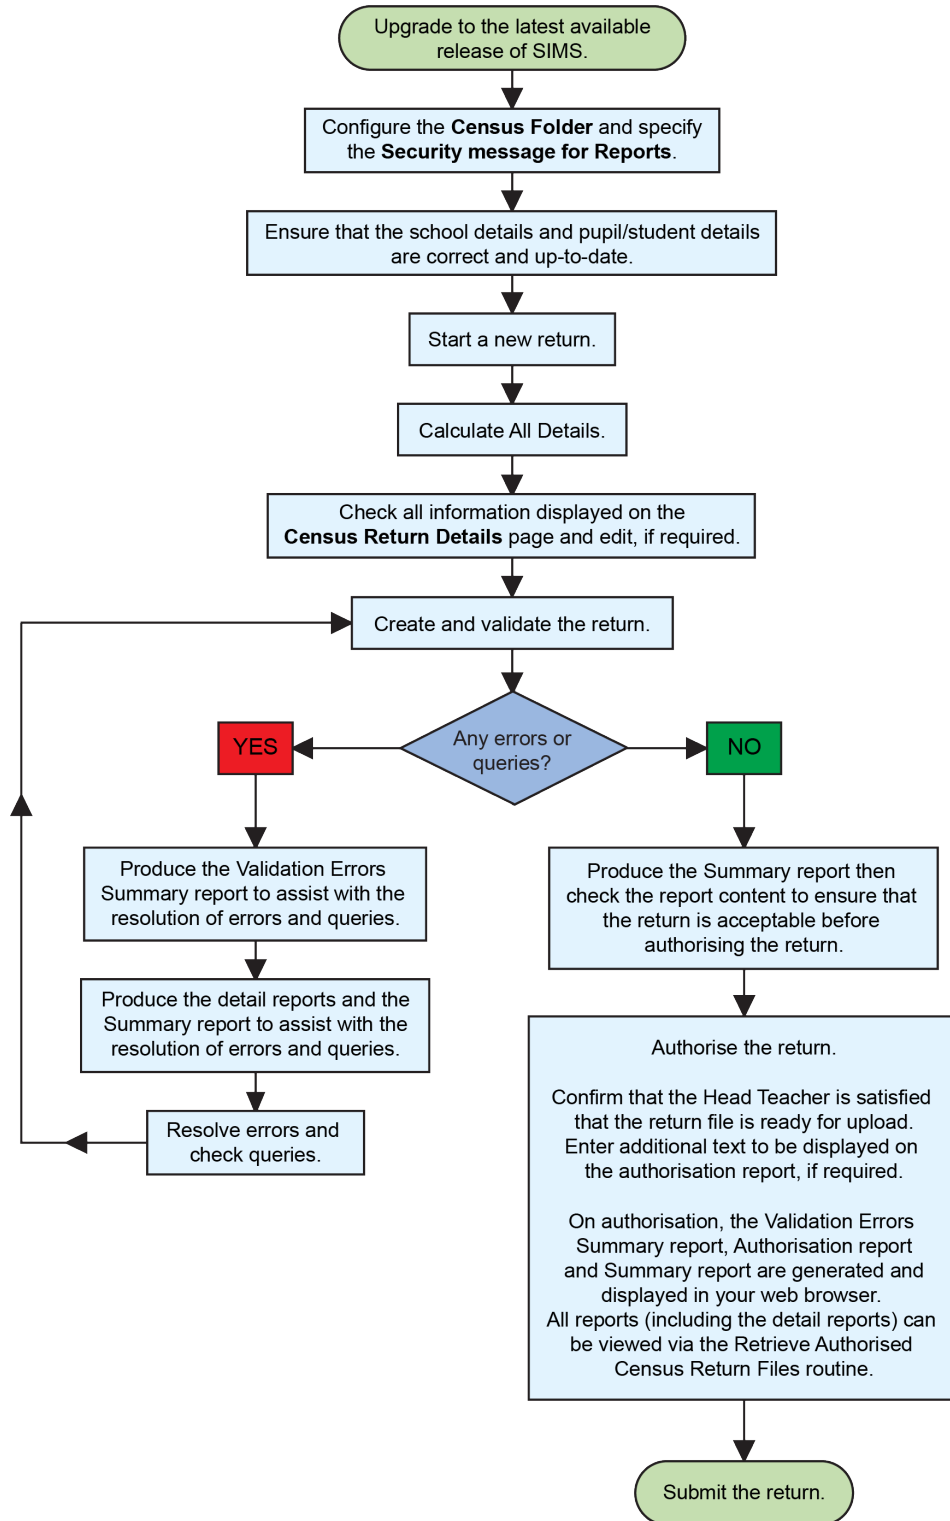 Upgrade to the latest available
release of SIMS.
Configure the Census Folder and specify
the Security message for Reports.
Ensure that the school details and pupil/student details
are correct and up-to-date.
Start a new return.
Calculate All Details.
Check all information displayed on the
Census Return Details page and edit, if required.
Create and validate the return.
Any errors or
queries?
YES
NO
Produce the Validation Errors
Summary report to assist with the
resolution of errors and queries.
Produce the detail reports and the
Summary report to assist with the
resolution of errors and queries.
Resolve errors and
check queries.
Produce the Summary report then
check the report content to ensure that
the return is acceptable before
authorising the return.
Authorise the return.
Confirm that the Head Teacher is satisfied
that the return file is ready for upload.
Enter additional text to be displayed on
the authorisation report, if required.
On authorisation, the Validation Errors
Summary report, Authorisation report
and Summary report are generated and
displayed in your web browser.
All reports (including the detail reports) can
be viewed via the Retrieve Authorised
Census Return Files routine.
Submit the return.